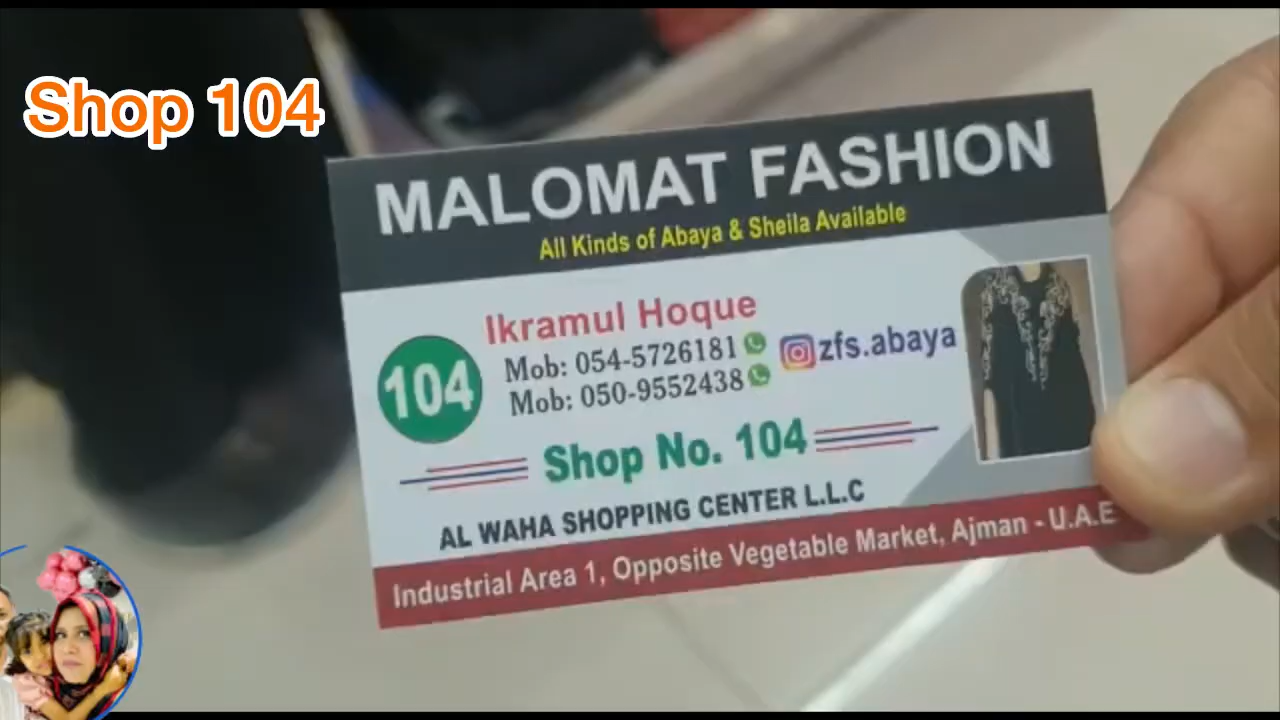 Shop 104
MALOMAT FASHION
All Kinds of Abaya & Sheila Available
Ikramul Hoque
104
Mob: 054-5726181
Mob: 050-9552438
zfs.abaya
Shop No. 104
AL WAHA SHOPPING CENTER L.L.C
Industrial Area 1, Opposite Vegetable Market, Ajman - U.A.E